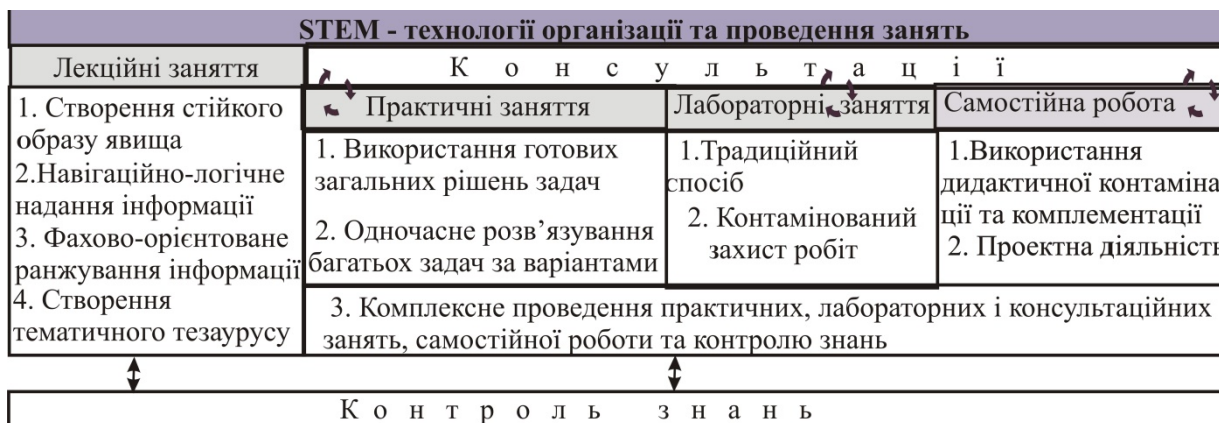 STEM - технології організації та проведення занять
Лекційні заняття
К о н с у л ь т а ц і ї
1. Створення стійкого
образу явища
2.Навігаційно-логічне
надання інформації
3. Фахово-орієнтоване
ранжування інформації
4. Створення
тематичного тезаурусу
Практичні заняття
1. Використання готових
загальних рішень задач
2. Одночасне розв’язування
багатьох задач за варіантами
Лабораторні заняття
1.Традиційний
спосіб
2. Контамінований
захист робіт
Самостійна робота
1.Використання
дидактичної контаміна
ції та комплементації
2. Проектна діяльність
3. Комплексне проведення практичних, лабораторних і консультаційних
занять, самостійної роботи та контролю знань
К о н т р о л ь з н а н ь